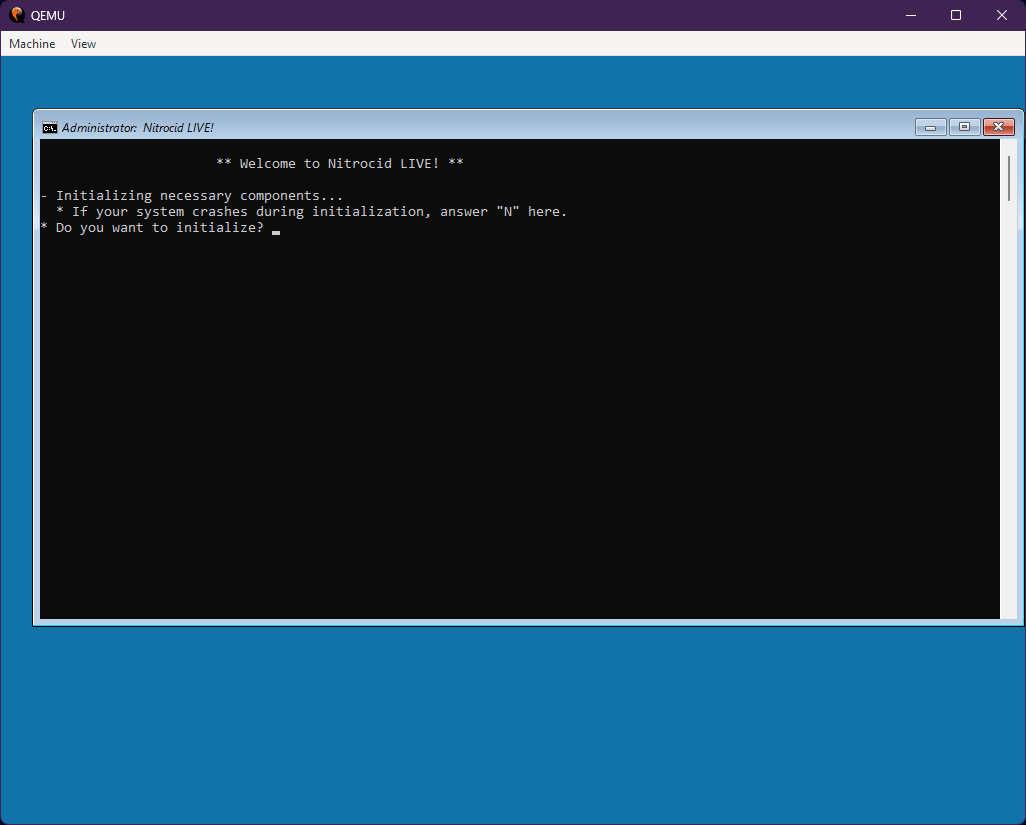 QEMU
Machine View
Administrator: Nitrocid LIVE!
** Welcome to Nitrocid LIVE! **
- Initializing necessary components...
* If your system crashes during initialization, answer "N" here.
* Do you want to initialize?